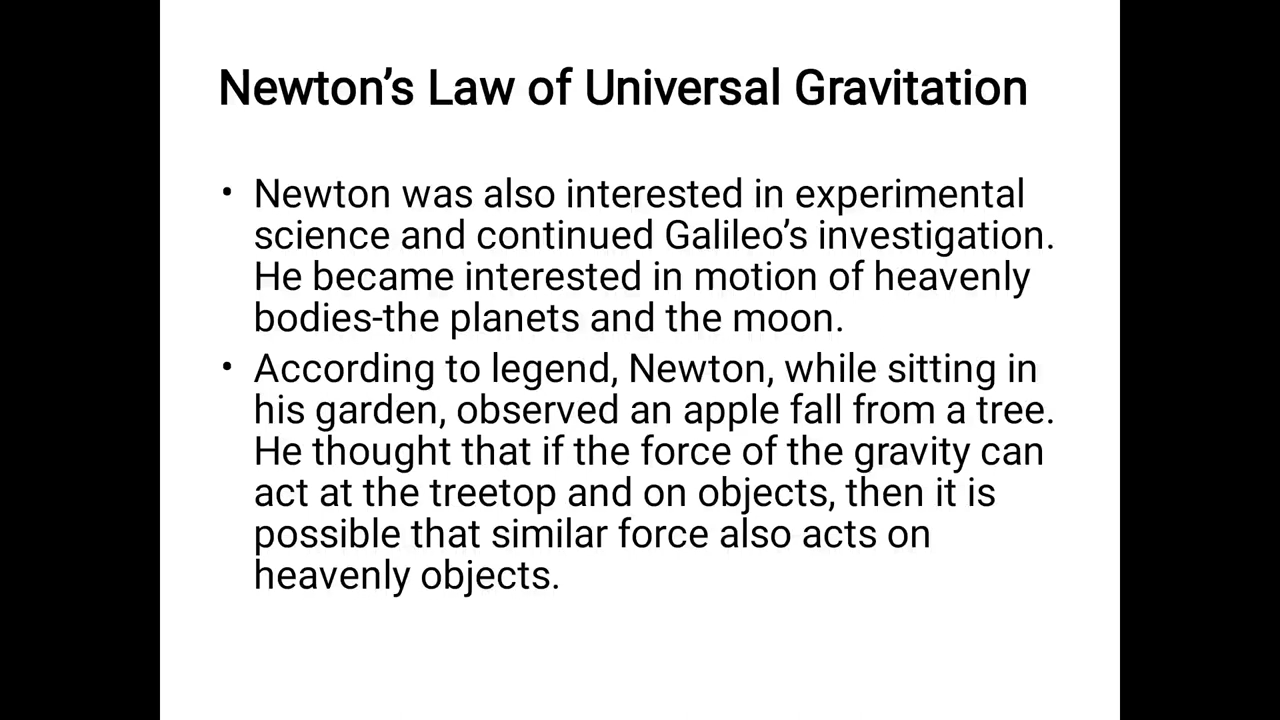 Newton’s Law of Universal Gravitation
• Newton was also interested in experimental
science and continued Galileo’s investigation.
He became interested in motion of heavenly
bodies-the planets and the moon.
• According to legend, Newton, while sitting in
his garden, observed an apple fall from a tree.
He thought that if the force of the gravity can
act at the treetop and on objects, then it is
possible that similar force also acts on
heavenly objects.